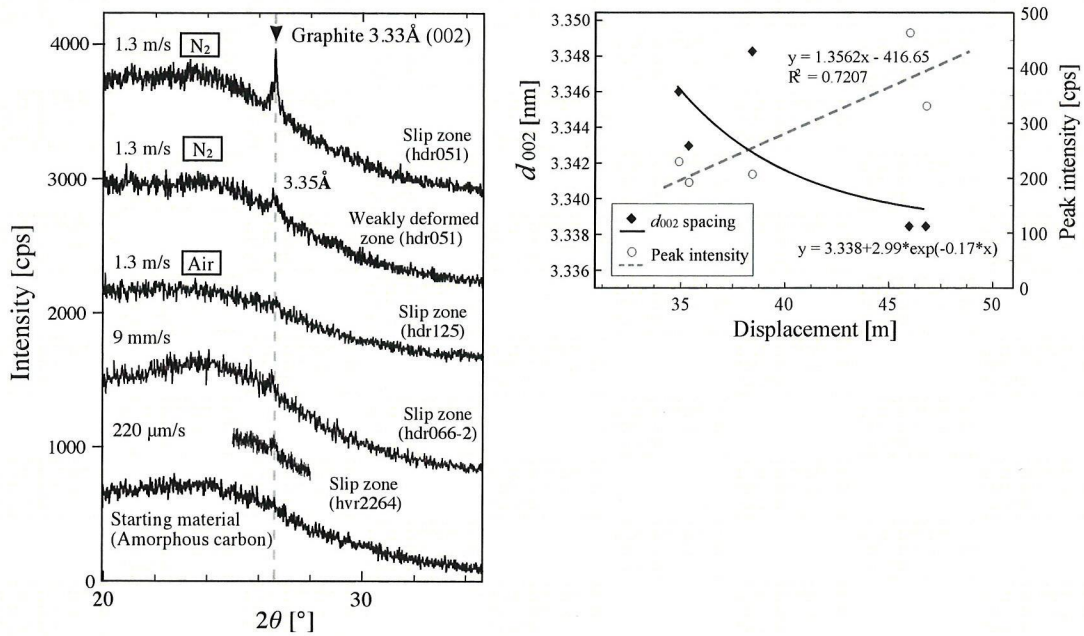 4000
3000
2000
1000
0
Intensity [cps]
20
30
2θ [°]
1.3 m/s N₂
Graphite 3.33Å (002)
Slip zone
(hdr051)
1.3 m/s N₂
3.35Å
Weakly deformed
zone (hdr051)
1.3 m/s Air
Slip zone
(hdr125)
9 mm/s
Slip zone
(hdr066-2)
220 μm/s
Slip zone
(hvr2264)
Starting material
(Amorphous carbon)
3.350
3.348
3.346
3.344
3.342
3.340
3.338
3.336
d002 [nm]
500
400
300
200
100
0
Peak intensity [cps]
35
40
45
50
Displacement [m]
y = 1.3562x - 416.65
R² = 0.7207
d002 spacing
Peak intensity
y = 3.338+2.99*exp(-0.17*x)